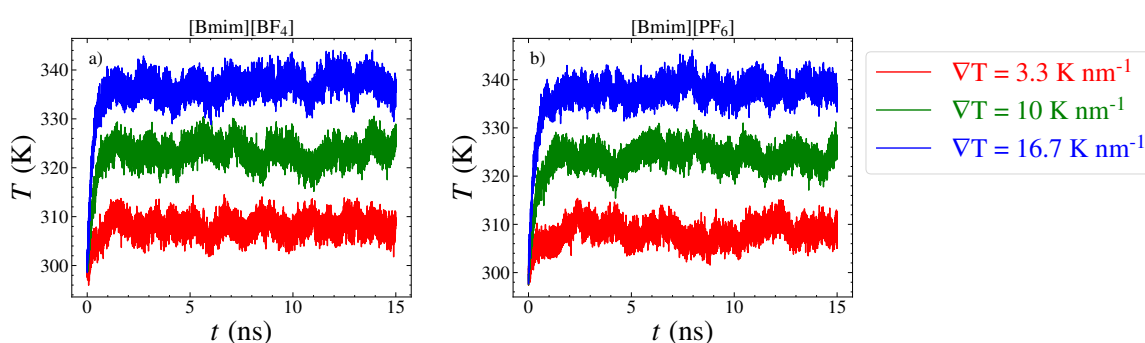 [Bmim][BF4]
a)
340
330
320
310
300
0
5
10
15
T (K)
t (ns)
[Bmim][PF6]
b)
340
330
320
310
300
0
5
10
15
T (K)
t (ns)
∇T = 3.3 K nm-1
∇T = 10 K nm-1
∇T = 16.7 K nm-1